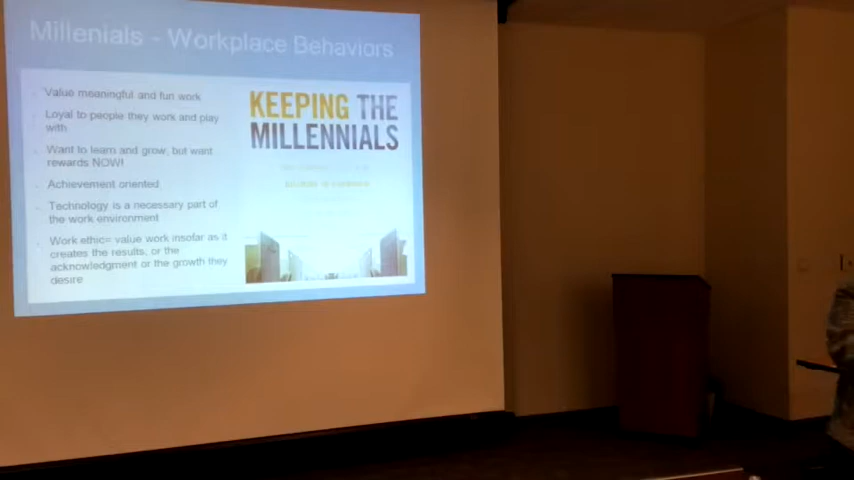 Millenials - Workplace Behaviors
Value meaningful and fun work
Loyal to people they work and play
with
Want to learn and grow, but want
rewards NOW!
Achievement oriented
Technology is a necessary part of
the work environment
Work ethic= value work insofar as it
creates the results, or the
acknowledgment or the growth they
desire
KEEPING THE
MILLENNIALS